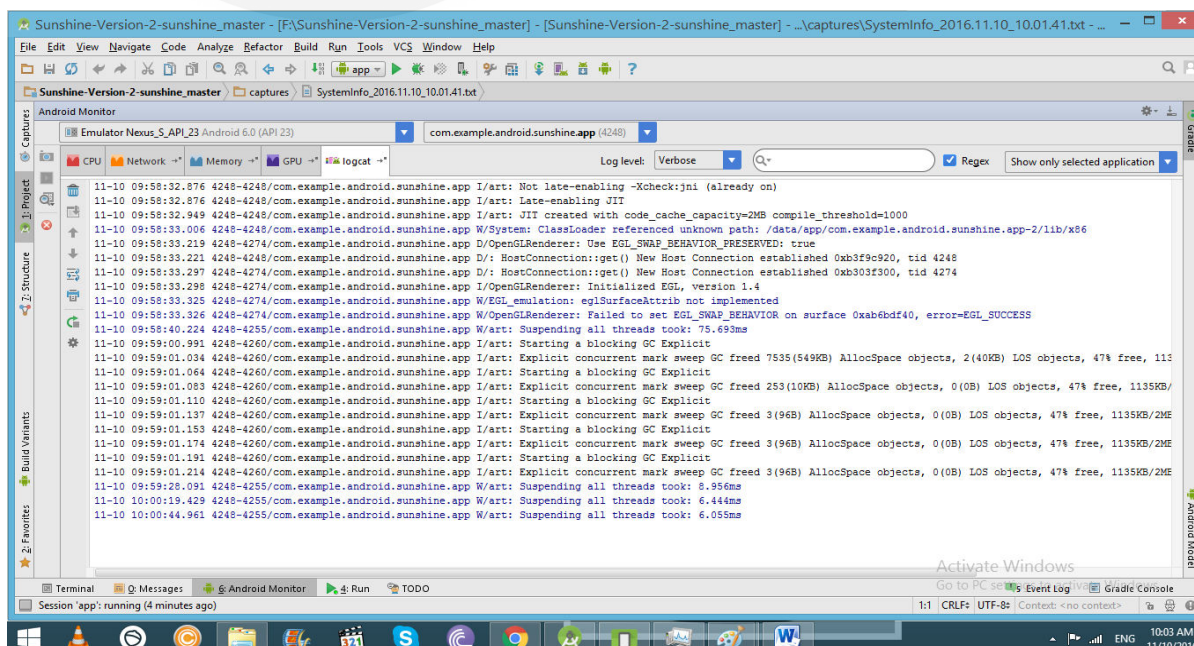 Sunshine-Version-2-sunshine_master - [F:\Sunshine-Version-2-sunshine_master] - [Sunshine-Version-2-sunshine_master] - ...\captures\SystemInfo_2016.11.10_10.01.41.txt - ...
File Edit View Navigate Code Analyze Refactor Build Run Tools VCS Window Help
app
Sunshine-Version-2-sunshine_master captures SystemInfo_2016.11.10_10.01.41.txt
Android Monitor
Emulator Nexus_S_API_23 Android 6.0 (API 23) com.example.android.sunshine.app (4248)
CPU Network Memory GPU logcat Log level: Verbose Regex Show only selected application
11-10 09:58:32.876 4248-4248/com.example.android.sunshine.app I/art: Not late-enabling -Xcheck:jni (already on)
11-10 09:58:32.876 4248-4248/com.example.android.sunshine.app I/art: Late-enabling JIT
11-10 09:58:32.949 4248-4248/com.example.android.sunshine.app I/art: JIT created with code_cache_capacity=2MB compile_threshold=1000
11-10 09:58:33.006 4248-4248/com.example.android.sunshine.app W/System: ClassLoader referenced unknown path: /data/app/com.example.android.sunshine.app-2/lib/x86
11-10 09:58:33.219 4248-4274/com.example.android.sunshine.app D/OpenGLRenderer: Use EGL_SWAP_BEHAVIOR_PRESERVED: true
11-10 09:58:33.221 4248-4248/com.example.android.sunshine.app D/: HostConnection::get() New Host Connection established 0xb3f9c920, tid 4248
11-10 09:58:33.297 4248-4274/com.example.android.sunshine.app D/: HostConnection::get() New Host Connection established 0xb303f300, tid 4274
11-10 09:58:33.298 4248-4274/com.example.android.sunshine.app I/OpenGLRenderer: Initialized EGL, version 1.4
11-10 09:58:33.325 4248-4274/com.example.android.sunshine.app W/EGL_emulation: eglSurfaceAttrib not implemented
11-10 09:58:33.326 4248-4274/com.example.android.sunshine.app W/OpenGLRenderer: Failed to set EGL_SWAP_BEHAVIOR on surface 0xab6bdf40, error=EGL_SUCCESS
11-10 09:58:40.224 4248-4255/com.example.android.sunshine.app W/art: Suspending all threads took: 75.693ms
11-10 09:59:00.991 4248-4260/com.example.android.sunshine.app I/art: Starting a blocking GC Explicit
11-10 09:59:01.034 4248-4260/com.example.android.sunshine.app I/art: Explicit concurrent mark sweep GC freed 7535(549KB) AllocSpace objects, 2(40KB) LOS objects, 47% free, 113
11-10 09:59:01.064 4248-4260/com.example.android.sunshine.app I/art: Starting a blocking GC Explicit
11-10 09:59:01.083 4248-4260/com.example.android.sunshine.app I/art: Explicit concurrent mark sweep GC freed 253(10KB) AllocSpace objects, 0(0B) LOS objects, 47% free, 1135KB/
11-10 09:59:01.110 4248-4260/com.example.android.sunshine.app I/art: Starting a blocking GC Explicit
11-10 09:59:01.137 4248-4260/com.example.android.sunshine.app I/art: Explicit concurrent mark sweep GC freed 3(96B) AllocSpace objects, 0(0B) LOS objects, 47% free, 1135KB/2MB
11-10 09:59:01.153 4248-4260/com.example.android.sunshine.app I/art: Starting a blocking GC Explicit
11-10 09:59:01.174 4248-4260/com.example.android.sunshine.app I/art: Explicit concurrent mark sweep GC freed 3(96B) AllocSpace objects, 0(0B) LOS objects, 47% free, 1135KB/2MB
11-10 09:59:01.191 4248-4260/com.example.android.sunshine.app I/art: Starting a blocking GC Explicit
11-10 09:59:01.214 4248-4260/com.example.android.sunshine.app I/art: Explicit concurrent mark sweep GC freed 3(96B) AllocSpace objects, 0(0B) LOS objects, 47% free, 1135KB/2MB
11-10 09:59:28.091 4248-4255/com.example.android.sunshine.app W/art: Suspending all threads took: 8.956ms
11-10 10:00:19.429 4248-4255/com.example.android.sunshine.app W/art: Suspending all threads took: 6.444ms
11-10 10:00:44.961 4248-4255/com.example.android.sunshine.app W/art: Suspending all threads took: 6.055ms
Captures
1: Project
7: Structure
Build Variants
2: Favorites
Gradle
Android Model
Activate Windows
Go to PC settings to activate Windows.
Terminal 0: Messages 6: Android Monitor 4: Run TODO Event Log Gradle Console
Session 'app': running (4 minutes ago) 1:1 CRLF UTF-8 Context: <no context>
321
ENG 10:03 AM